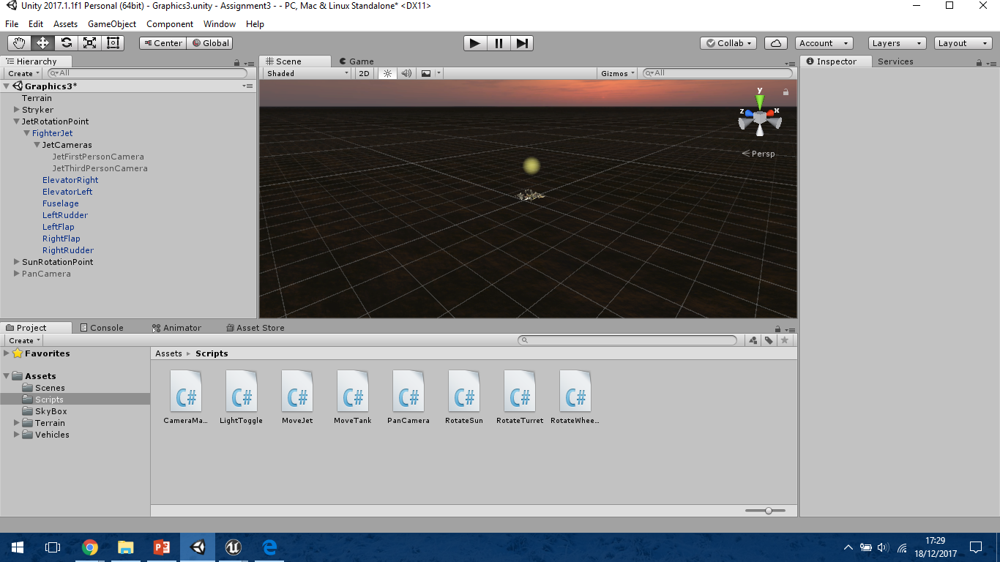 Unity 2017.1.1f1 Personal (64bit) - Graphics3.unity - Assignment3 - - PC, Mac & Linux Standalone* <DX11>
File Edit Assets GameObject Component Window Help
Center Global Collab Account Layers Layout
Hierarchy
Create All
Graphics3*
Terrain
Stryker
JetRotationPoint
FighterJet
JetCameras
JetFirstPersonCamera
JetThirdPersonCamera
ElevatorRight
ElevatorLeft
Fuselage
LeftRudder
LeftFlap
RightFlap
RightRudder
SunRotationPoint
PanCamera
Scene Game
Shaded 2D Gizmos All
y
z x
Persp
Inspector Services
Project Console Animator Asset Store
Create
Favorites
Assets
Scenes
Scripts
SkyBox
Terrain
Vehicles
Assets Scripts
C# C# C# C# C# C# C# C#
CameraMa... LightToggle MoveJet MoveTank PanCamera RotateSun RotateTurret RotateWhee...
17:29
18/12/2017